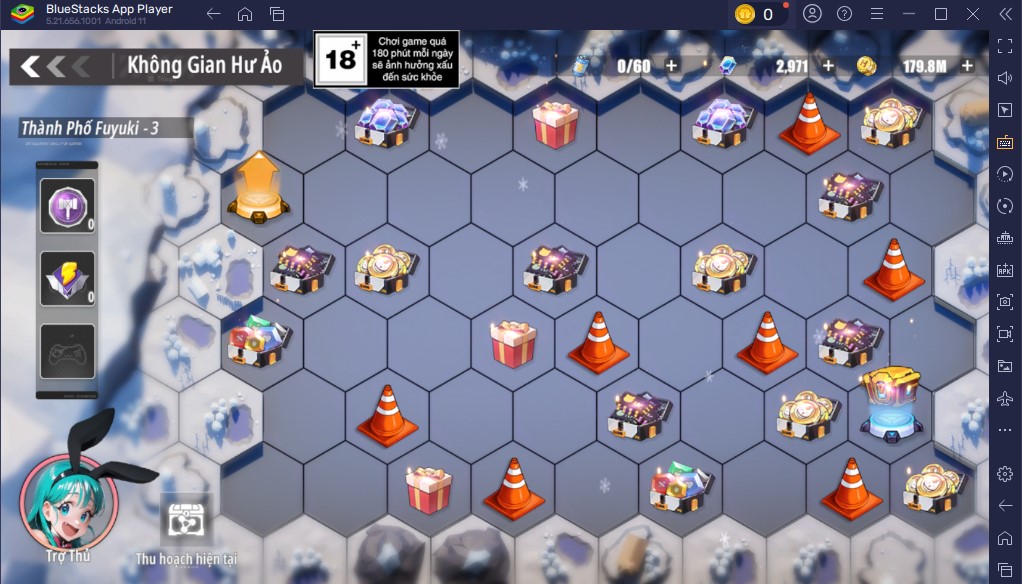 BlueStacks App Player
5.21.656.1001 Android 11
0
Không Gian Hư Ảo
18+
Chơi game quá
180 phút mỗi ngày
sẽ ảnh hưởng xấu
đến sức khỏe
0/60 +
2,971 +
179.8M +
Thành Phố Fuyuki - 3
0
0
Trợ Thủ
Thu hoạch hiện tại